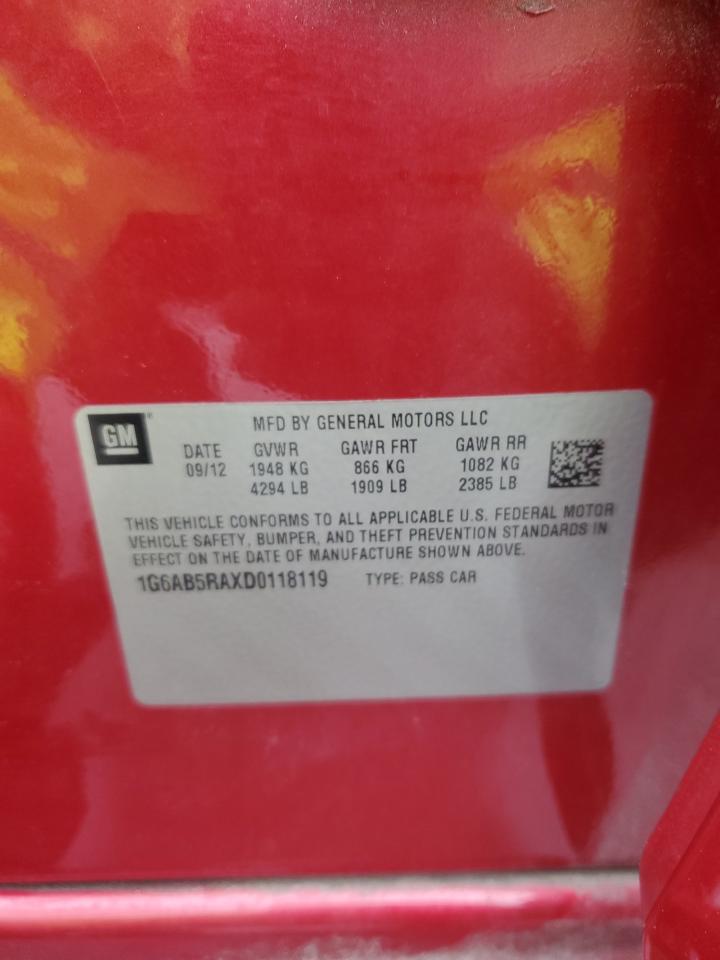 GM
MFD BY GENERAL MOTORS LLC
DATE GVWR GAWR FRT GAWR RR
09/12 1948 KG 866 KG 1082 KG
4294 LB 1909 LB 2385 LB
THIS VEHICLE CONFORMS TO ALL APPLICABLE U.S. FEDERAL MOTOR
VEHICLE SAFETY, BUMPER, AND THEFT PREVENTION STANDARDS IN
EFFECT ON THE DATE OF MANUFACTURE SHOWN ABOVE.
1G6AB5RAXD0118119 TYPE: PASS CAR